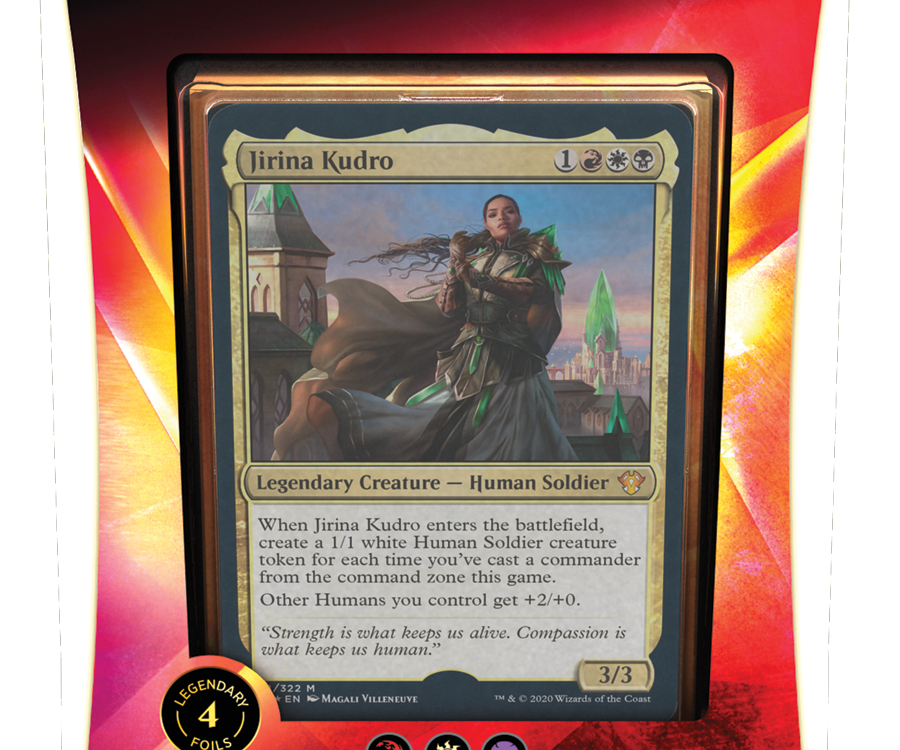 Jirina Kudro 1
Legendary Creature — Human Soldier
When Jirina Kudro enters the battlefield,
create a 1/1 white Human Soldier creature
token for each time you've cast a commander
from the command zone this game.
Other Humans you control get +2/+0.
“Strength is what keeps us alive. Compassion is
what keeps us human.”
3/3
/322 M
EN MAGALI VILLENEUVE ™ & © 2020 Wizards of the Coast
LEGENDARY
4
FOILS